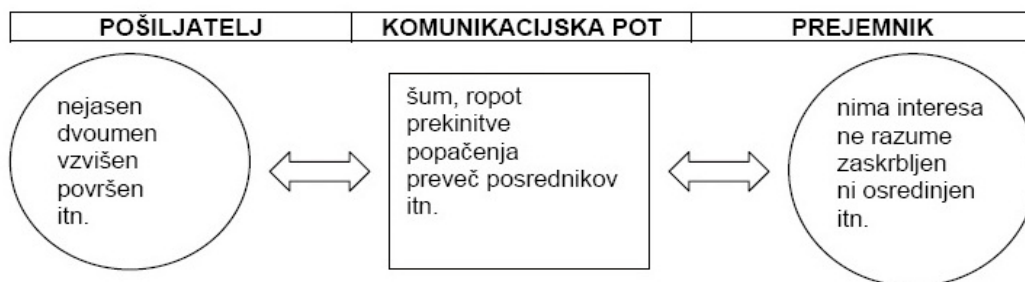 POŠILJATELJ
KOMUNIKACIJSKA POT
PREJEMNIK
nejasen
dvoumen
vzvišen
površen
itn.
šum, ropot
prekinitve
popačenja
preveč posrednikov
itn.
nima interesa
ne razume
zaskrbljen
ni osredinjen
itn.